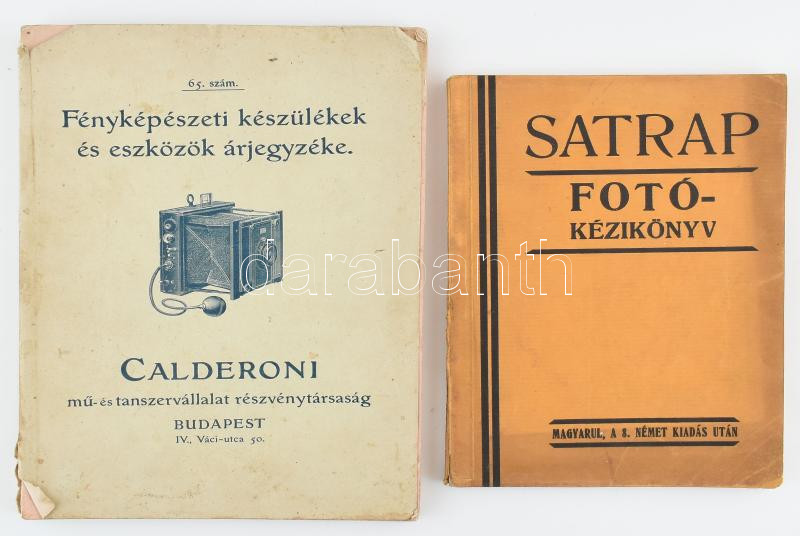 65. szám.
Fényképészeti készülékek
és eszközök árjegyzéke.
CALDERONI
mű- és tanszervállalat részvénytársaság
BUDAPEST
IV., Váci-utca 50.
SATRAP
FOTÓ-
KÉZIKÖNYV
MAGYARUL, A 8. NÉMET KIADÁS UTÁN
darabanth